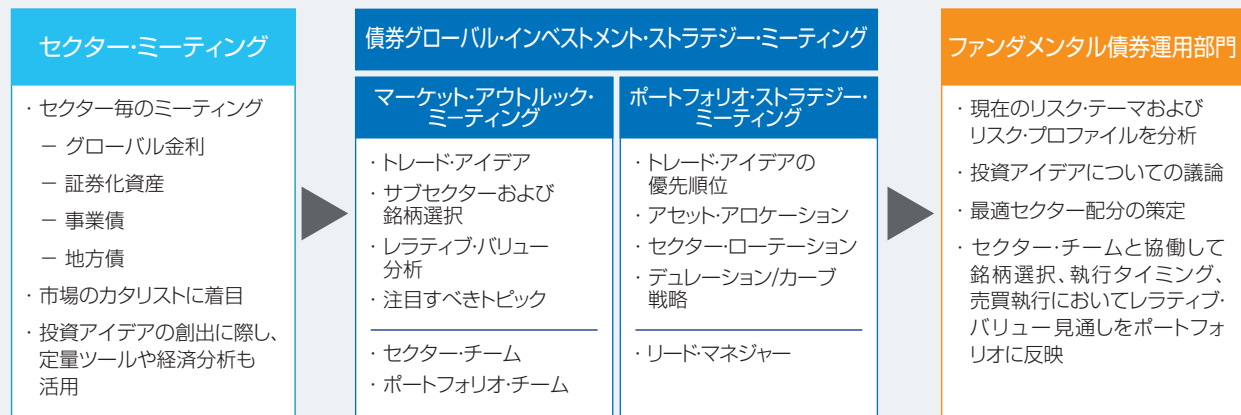 セクター・ミーティング
・セクター毎のミーティング
－ グローバル金利
－ 証券化資産
－ 事業債
－ 地方債
・市場のカタリストに着目
・投資アイデアの創出に際し、
定量ツールや経済分析も
活用
債券グローバル・インベストメント・ストラテジー・ミーティング
マーケット・アウトルック・
ミーティング
・トレード・アイデア
・サブセクターおよび
銘柄選択
・レラティブ・バリュー
分析
・注目すべきトピック
・セクター・チーム
・ポートフォリオ・チーム
ポートフォリオ・ストラテジー・
ミーティング
・トレード・アイデアの
優先順位
・アセット・アロケーション
・セクター・ローテーション
・デュレーション/カーブ
戦略
・リード・マネジャー
ファンダメンタル債券運用部門
・現在のリスク・テーマおよび
リスク・プロファイルを分析
・投資アイデアについての議論
・最適セクター配分の策定
・セクター・チームと協働して
銘柄選択、執行タイミング、
売買執行においてレラティブ・
バリュー見通しをポートフォ
リオに反映